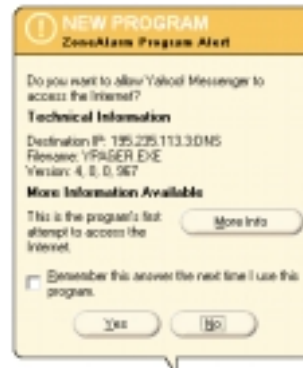 NEW PROGRAM
ZoneAlarm Program Alert
Do you want to allow Yahoo! Messenger to
access the Internet?
Technical Information
Destination IP: 195.235.113.3:DNS
Filename: YPAGER.EXE
Version: 4, 0, 0, 967
More Information Available
This is the program's first
attempt to access the
Internet.
More Info
Remember this answer the next time I use this
program.
Yes
No